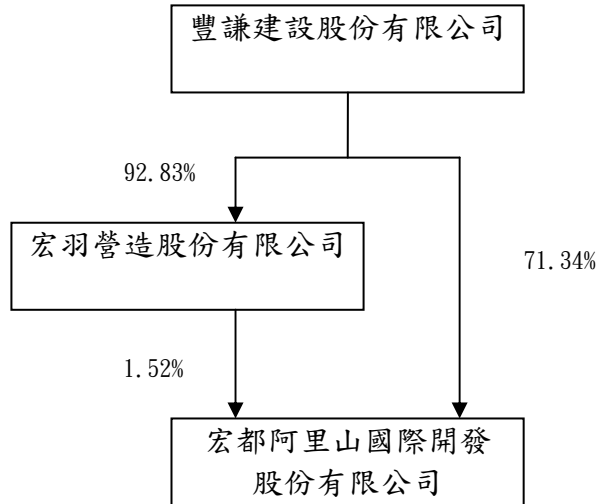 豐謙建設股份有限公司
92.83%
宏羽營造股份有限公司
71.34%
1.52%
宏都阿里山國際開發
股份有限公司